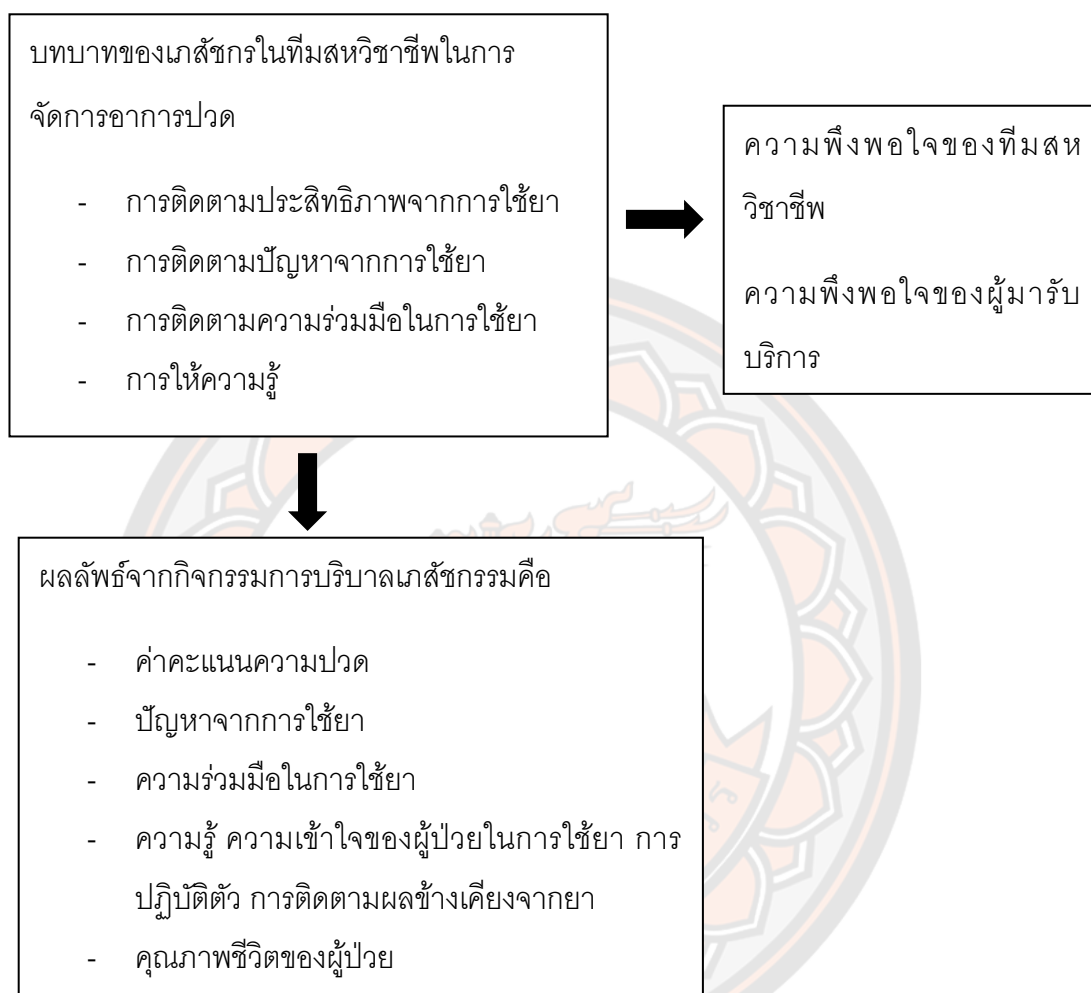 บทบาทของเภสัชกรในทีมสหวิชาชีพในการ
จัดการอาการปวด
- การติดตามประสิทธิภาพจากการใช้ยา
- การติดตามปัญหาจากการใช้ยา
- การติดตามความร่วมมือในการใช้ยา
- การให้ความรู้
ความพึงพอใจของทีมสห
วิชาชีพ
ความพึงพอใจของผู้มารับ
บริการ
ผลลัพธ์จากกิจกรรมการบริบาลเภสัชกรรมคือ
- ค่าคะแนนความปวด
- ปัญหาจากการใช้ยา
- ความร่วมมือในการใช้ยา
- ความรู้ ความเข้าใจของผู้ป่วยในการใช้ยา การ
ปฏิบัติตัว การติดตามผลข้างเคียงจากยา
- คุณภาพชีวิตของผู้ป่วย